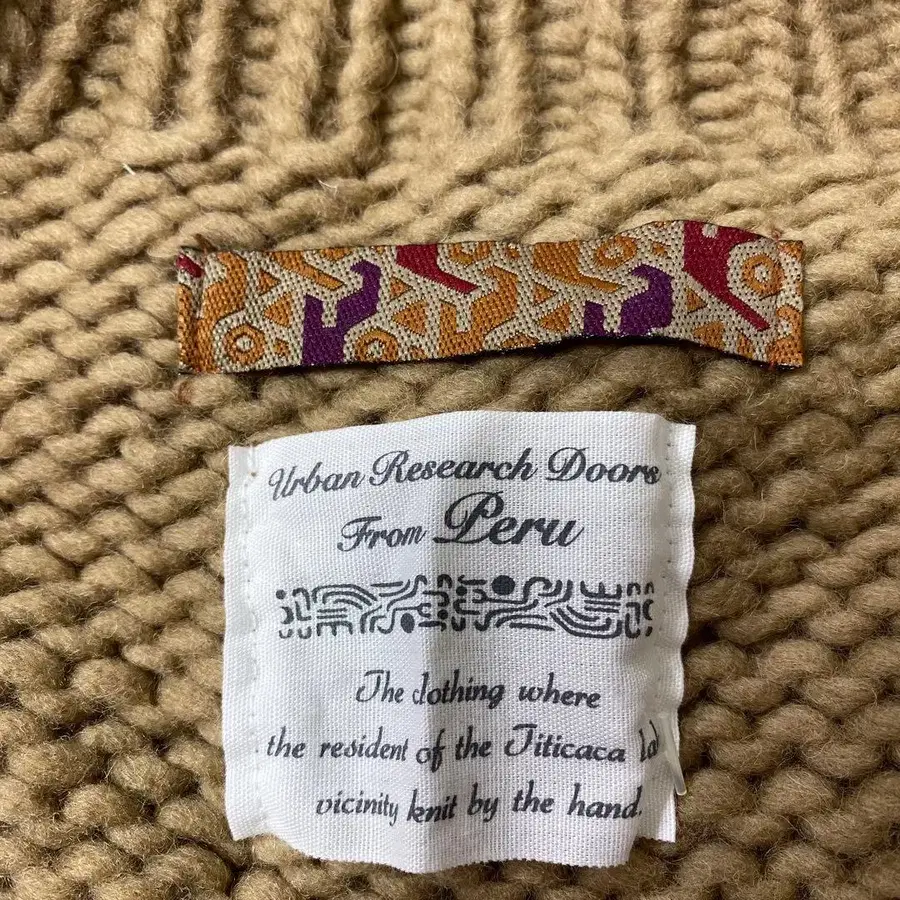 Urban Research Doors
From Peru
The clothing where
the resident of the Titicaca
vicinity knit by the hand.